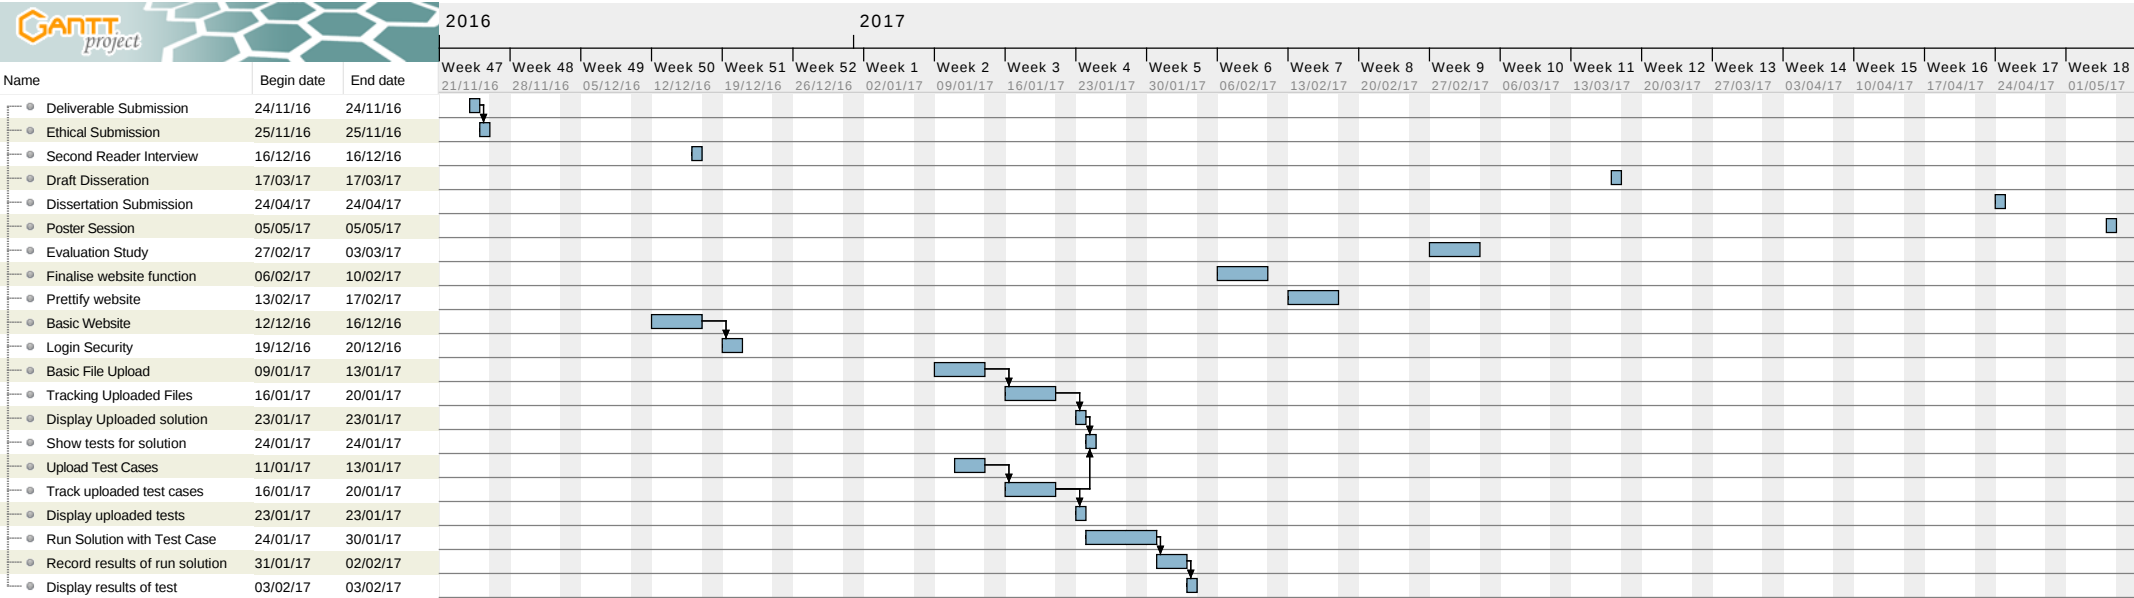 GANTT
project
2016 2017
Week 47 Week 48 Week 49 Week 50 Week 51 Week 52 Week 1 Week 2 Week 3 Week 4 Week 5 Week 6 Week 7 Week 8 Week 9 Week 10 Week 11 Week 12 Week 13 Week 14 Week 15 Week 16 Week 17 Week 18
Name Begin date End date
21/11/16 28/11/16 05/12/16 12/12/16 19/12/16 26/12/16 02/01/17 09/01/17 16/01/17 23/01/17 30/01/17 06/02/17 13/02/17 20/02/17 27/02/17 06/03/17 13/03/17 20/03/17 27/03/17 03/04/17 10/04/17 17/04/17 24/04/17 01/05/17
Deliverable Submission 24/11/16 24/11/16
Ethical Submission 25/11/16 25/11/16
Second Reader Interview 16/12/16 16/12/16
Draft Disseration 17/03/17 17/03/17
Dissertation Submission 24/04/17 24/04/17
Poster Session 05/05/17 05/05/17
Evaluation Study 27/02/17 03/03/17
Finalise website function 06/02/17 10/02/17
Prettify website 13/02/17 17/02/17
Basic Website 12/12/16 16/12/16
Login Security 19/12/16 20/12/16
Basic File Upload 09/01/17 13/01/17
Tracking Uploaded Files 16/01/17 20/01/17
Display Uploaded solution 23/01/17 23/01/17
Show tests for solution 24/01/17 24/01/17
Upload Test Cases 11/01/17 13/01/17
Track uploaded test cases 16/01/17 20/01/17
Display uploaded tests 23/01/17 23/01/17
Run Solution with Test Case 24/01/17 30/01/17
Record results of run solution 31/01/17 02/02/17
Display results of test 03/02/17 03/02/17